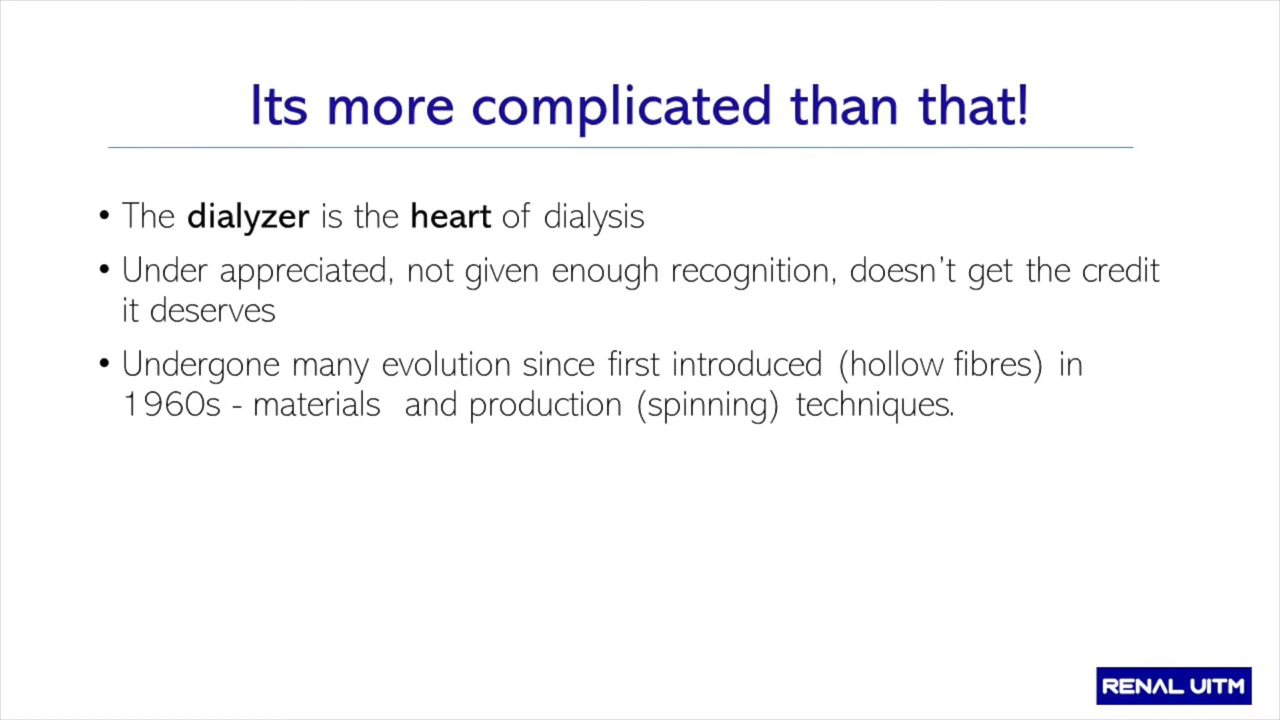 Its more complicated than that!
• The dialyzer is the heart of dialysis
• Under appreciated, not given enough recognition, doesn't get the credit
it deserves
• Undergone many evolution since first introduced (hollow fibres) in
1960s - materials and production (spinning) techniques.
RENAL UITM